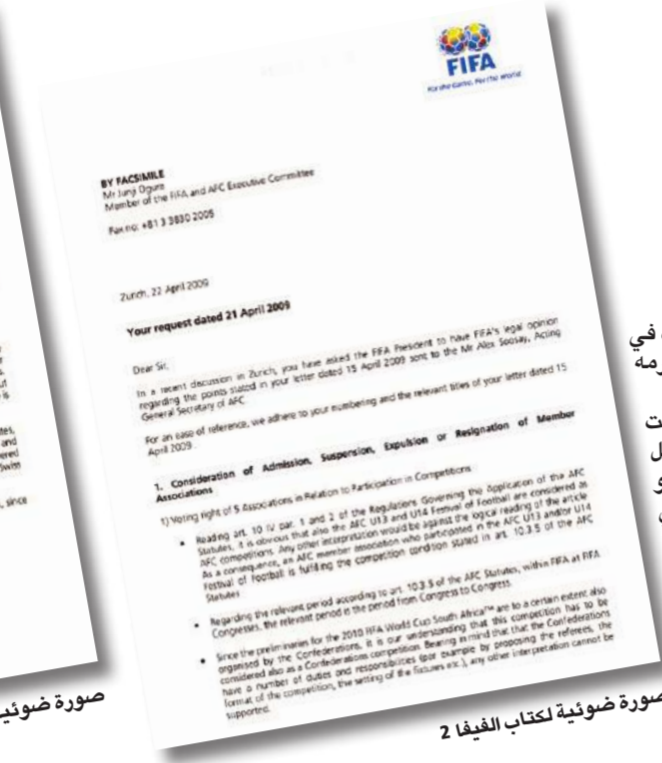 FIFA
For the Game. For the World.
BY FACSIMILE
Mr Junji Ogura
Member of the FIFA and AFC Executive Committee
Fax no: +81 3 3830 2005
Zurich, 22 April 2009
Your request dated 21 April 2009
Dear Sir,
In a recent discussion in Zurich, you have asked the FIFA President to have FIFA's legal opinion
regarding the points stated in your letter dated 15 April 2009 sent to the Mr Alex Soosay, Acting
General Secretary of AFC.
For an ease of reference, we adhere to your numbering and the relevant titles of your letter dated 15
April 2009.
1. Consideration of Admission, Suspension, Expulsion or Resignation of Member
Associations
1) Voting right of 5 Associations in Relation to Participation in Competitions
• Reading art. 10 IV par. 1 and 2 of the Regulations Governing the Application of the AFC
Statutes, it is obvious that also the AFC U13 and U14 Festival of Football are considered as
AFC competitions. Any other interpretation would be against the logical reading of the article
As a consequence, an AFC member association who participated in the AFC U13 and/or U14
Festival of Football is fulfilling the competition condition stated in art. 10.3.5 of the AFC
Statutes
• Regarding the relevant period according to art. 10.3.5 of the AFC Statutes, within FIFA at FIFA
Congresses, the relevant period is the period from Congress to Congress.
• Since the preliminaries for the 2010 FIFA World Cup South Africa™ are to a certain extent also
organised by the Confederations, it is our understanding that this competition has to be
considered also as a Confederations competition. Bearing in mind that that the Confederations
have a number of duties and responsibilities (por example by proposing the referees, the
format of the competition, the setting of the fixtures etc.), any other interpretation cannot be
supported.
صورة ضوئية لكتاب الفيفا 2
صورة ضوئية
في
رمه
ت
ل
و
tes,
and
ered
Swiss
, since